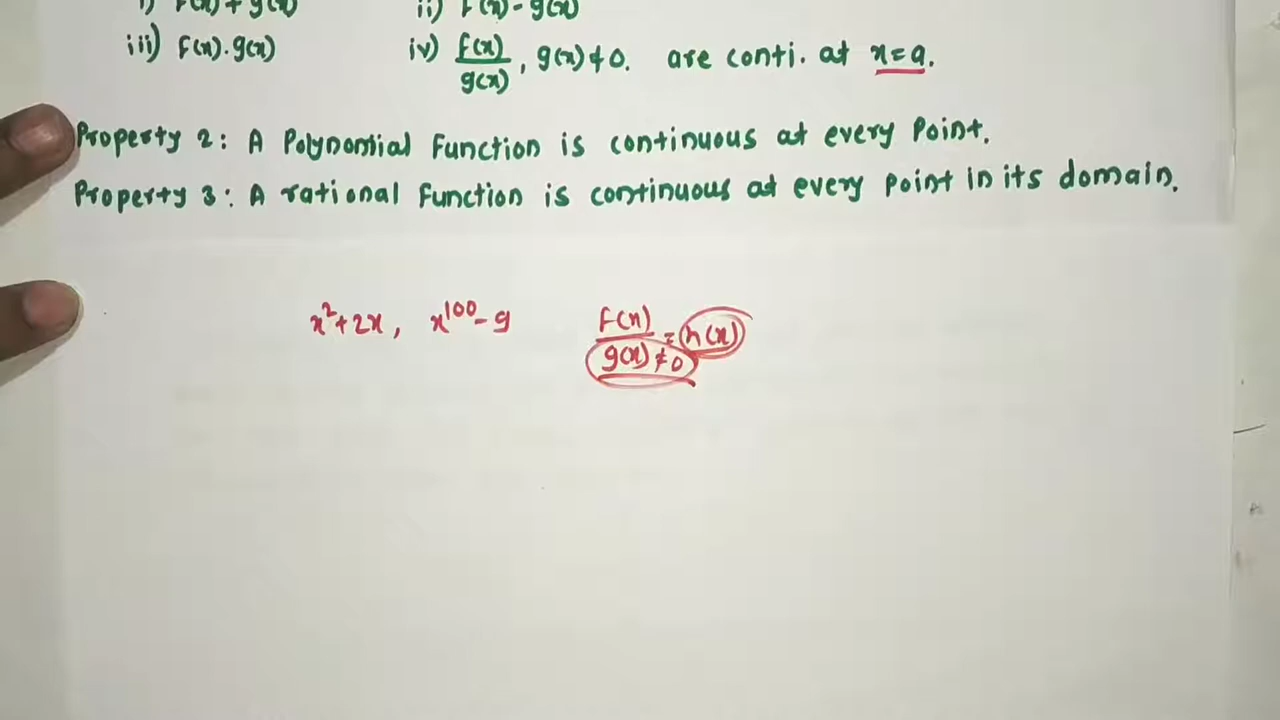 i) F(x) + g(x) ii) F(x) - g(x)
iii) F(x).g(x) iv) F(x)/g(x), g(x)≠0. are conti. at x=a.
Property 2: A Polynomial Function is continuous at every Point.
Property 3: A rational Function is continuous at every Point in its domain.
x²+2x, x¹⁰⁰-9 F(x)/g(x)≠0 = h(x)